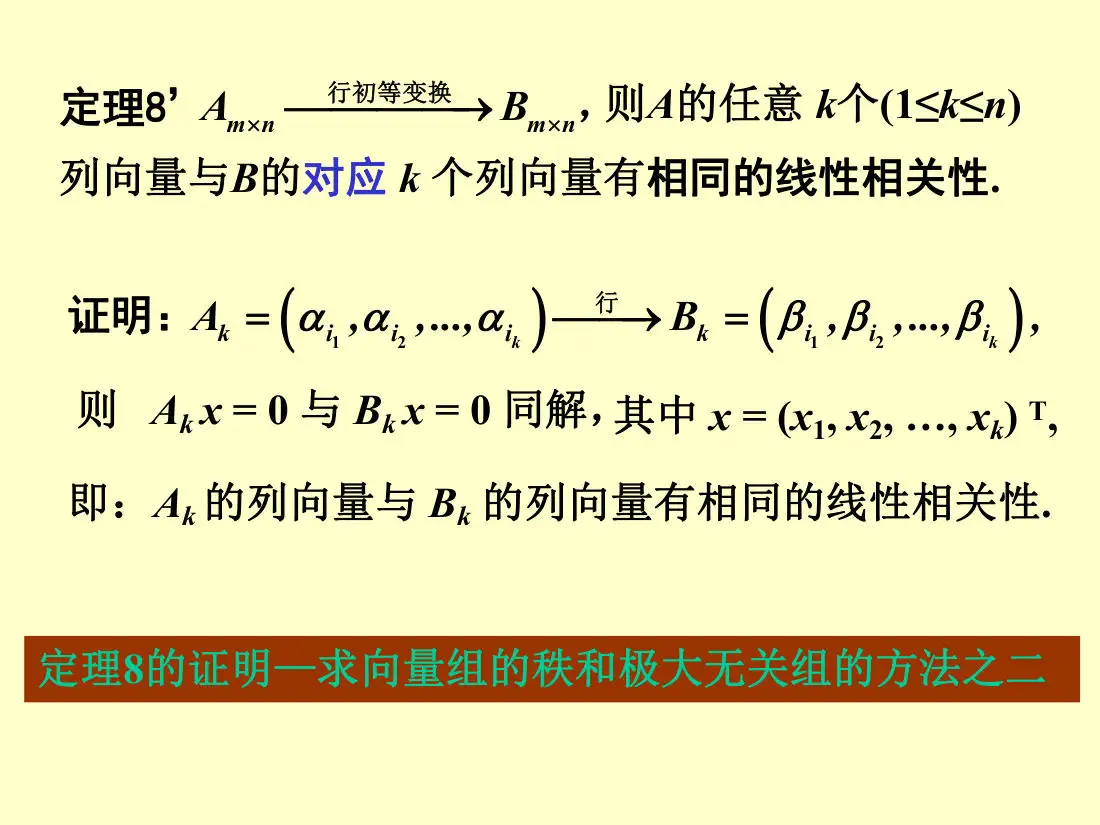 定理8’ Aₘₓₙ —行初等变换→ Bₘₓₙ, 则A的任意 k个(1≤k≤n)
列向量与B的对应 k 个列向量有相同的线性相关性.
证明: A_k = (α_{i_1}, α_{i_2}, ..., α_{i_k}) —行→ B_k = (β_{i_1}, β_{i_2}, ..., β_{i_k}),
则 A_k x = 0 与 B_k x = 0 同解, 其中 x = (x_1, x_2, …, x_k) ^T,
即: A_k 的列向量与 B_k 的列向量有相同的线性相关性.
定理8的证明—求向量组的秩和极大无关组的方法之二